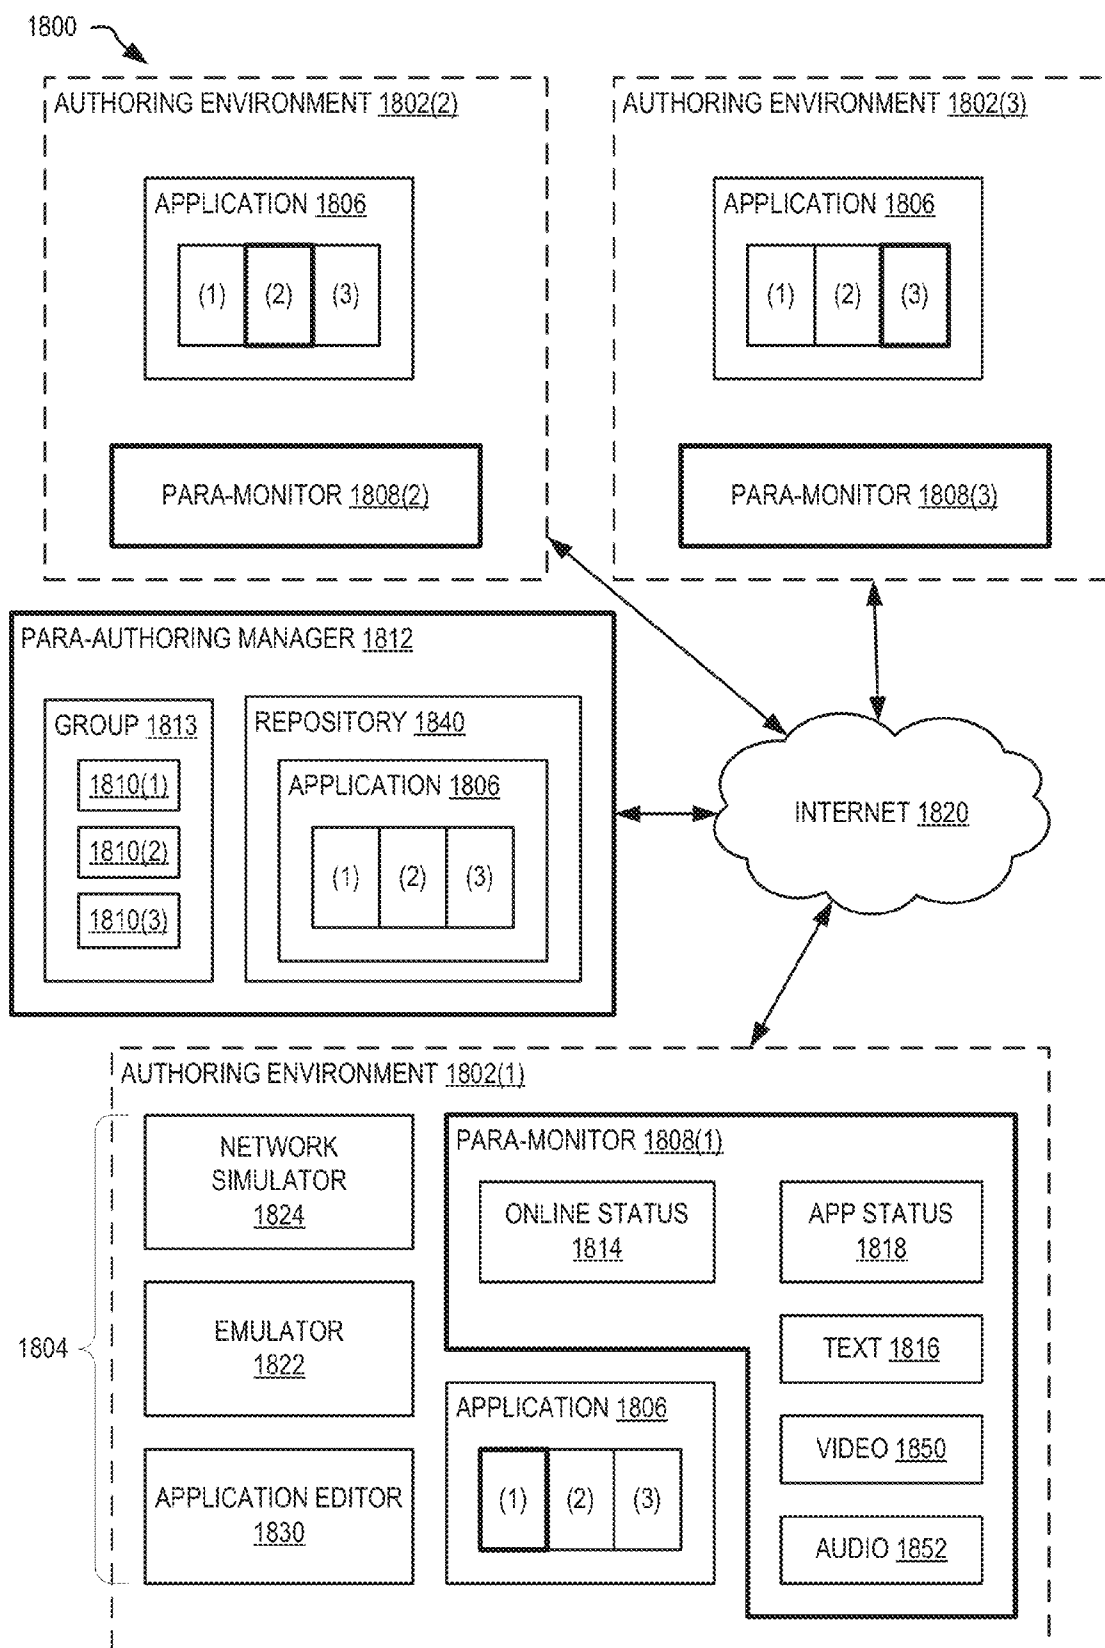 1800
AUTHORING ENVIRONMENT 1802(2)
APPLICATION 1806
(1) (2) (3)
PARA-MONITOR 1808(2)
AUTHORING ENVIRONMENT 1802(3)
APPLICATION 1806
(1) (2) (3)
PARA-MONITOR 1808(3)
PARA-AUTHORING MANAGER 1812
GROUP 1813
1810(1)
1810(2)
1810(3)
REPOSITORY 1840
APPLICATION 1806
(1) (2) (3)
INTERNET 1820
AUTHORING ENVIRONMENT 1802(1)
1804
NETWORK
SIMULATOR
1824
EMULATOR
1822
APPLICATION EDITOR
1830
PARA-MONITOR 1808(1)
ONLINE STATUS
1814
APP STATUS
1818
TEXT 1816
VIDEO 1850
AUDIO 1852
APPLICATION 1806
(1) (2) (3)